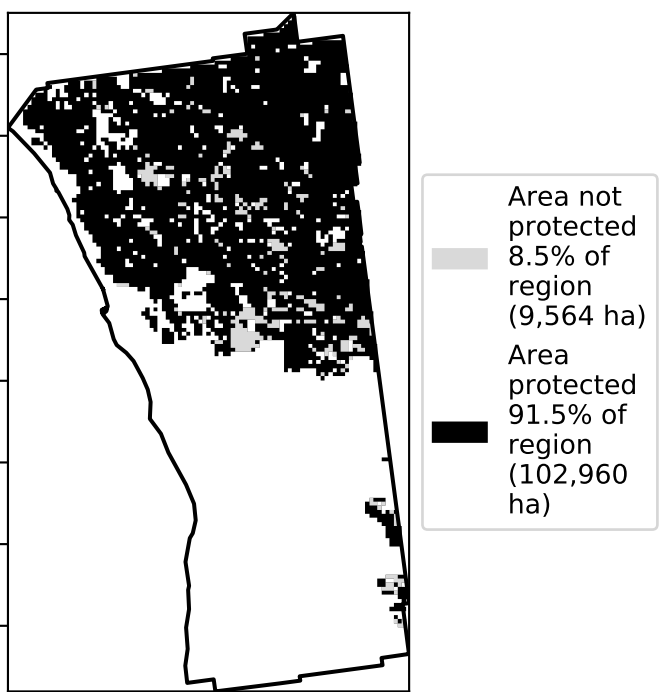 Area not
protected
8.5% of
region
(9,564 ha)
Area
protected
91.5% of
region
(102,960
ha)